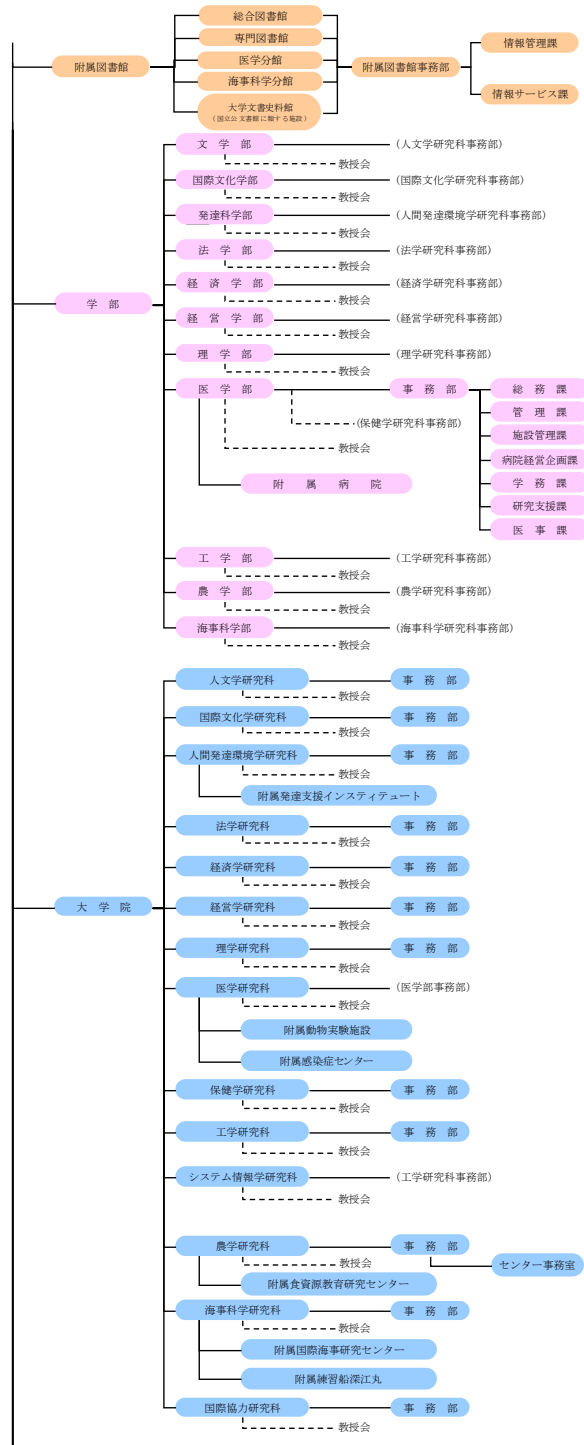 総合図書館
専門図書館
情報管理課
医学分館
附属図書館
附属図書館事務部
海事科学分館
情報サービス課
大学文書史料館
(国立公文書館に類する施設)
文学部
(人文学研究科事務部)
教授会
国際文化学部
(国際文化学研究科事務部)
教授会
発達科学部
(人間発達環境学研究科事務部)
教授会
法学部
(法学研究科事務部)
教授会
経済学部
(経済学研究科事務部)
教授会
学部
経営学部
(経営学研究科事務部)
教授会
理学部
(理学研究科事務部)
教授会
医学部
事務部
総務課
管理課
(保健学研究科事務部)
施設管理課
教授会
病院経営企画課
附属病院
学務課
研究支援課
医事課
工学部
(工学研究科事務部)
教授会
農学部
(農学研究科事務部)
教授会
海事科学部
(海事科学研究科事務部)
教授会
人文学研究科
事務部
教授会
国際文化学研究科
事務部
教授会
人間発達環境学研究科
事務部
教授会
附属発達支援インスティテュート
法学研究科
事務部
教授会
経済学研究科
事務部
教授会
大学院
経営学研究科
事務部
教授会
理学研究科
事務部
教授会
医学研究科
(医学部事務部)
教授会
附属動物実験施設
附属感染症センター
保健学研究科
事務部
教授会
工学研究科
事務部
教授会
システム情報学研究科
(工学研究科事務部)
教授会
農学研究科
事務部
教授会
センター事務室
附属食資源教育研究センター
海事科学研究科
事務部
教授会
附属国際海事研究センター
附属練習船深江丸
国際協力研究科
事務部
教授会